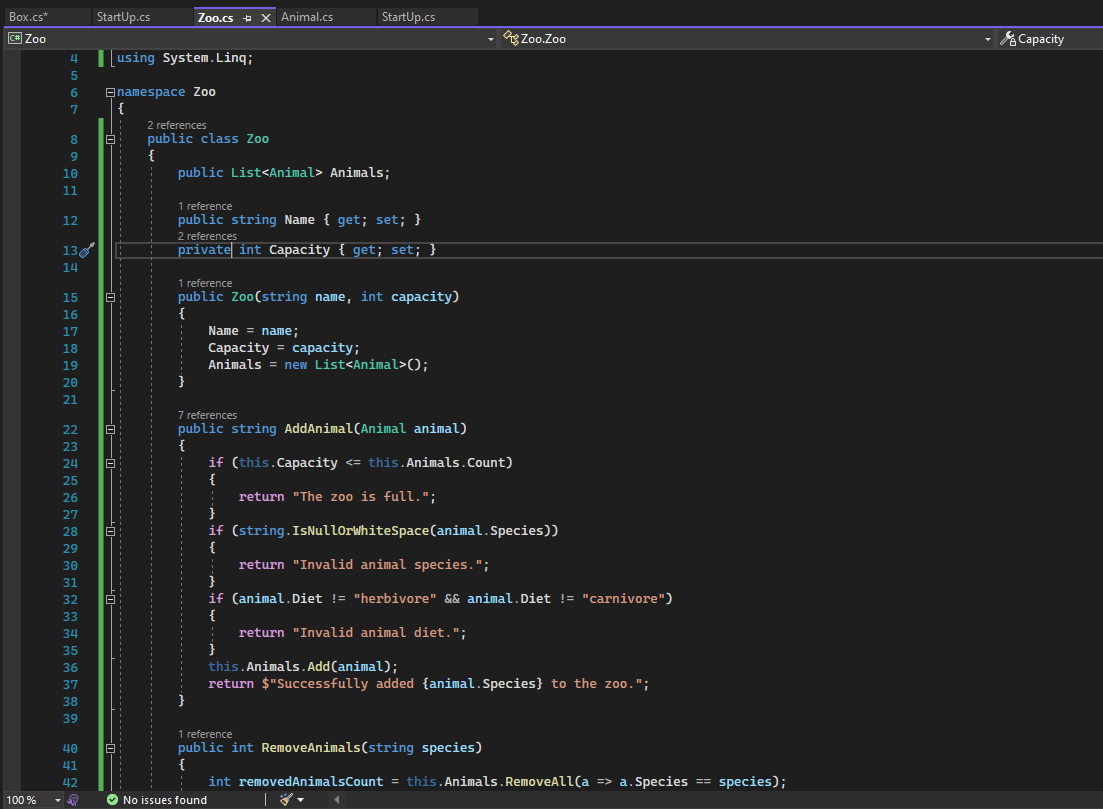 Box.cs* StartUp.cs Zoo.cs Animal.cs StartUp.cs
C# Zoo Zoo.Zoo Capacity
4 using System.Linq;
5
6 namespace Zoo
7 {
2 references
8 public class Zoo
9 {
10 public List<Animal> Animals;
11
1 reference
12 public string Name { get; set; }
2 references
13 private int Capacity { get; set; }
14
1 reference
15 public Zoo(string name, int capacity)
16 {
17 Name = name;
18 Capacity = capacity;
19 Animals = new List<Animal>();
20 }
21
7 references
22 public string AddAnimal(Animal animal)
23 {
24 if (this.Capacity <= this.Animals.Count)
25 {
26 return "The zoo is full.";
27 }
28 if (string.IsNullOrWhiteSpace(animal.Species))
29 {
30 return "Invalid animal species.";
31 }
32 if (animal.Diet != "herbivore" && animal.Diet != "carnivore")
33 {
34 return "Invalid animal diet.";
35 }
36 this.Animals.Add(animal);
37 return $"Successfully added {animal.Species} to the zoo.";
38 }
39
1 reference
40 public int RemoveAnimals(string species)
41 {
42 int removedAnimalsCount = this.Animals.RemoveAll(a => a.Species == species);
100 % No issues found